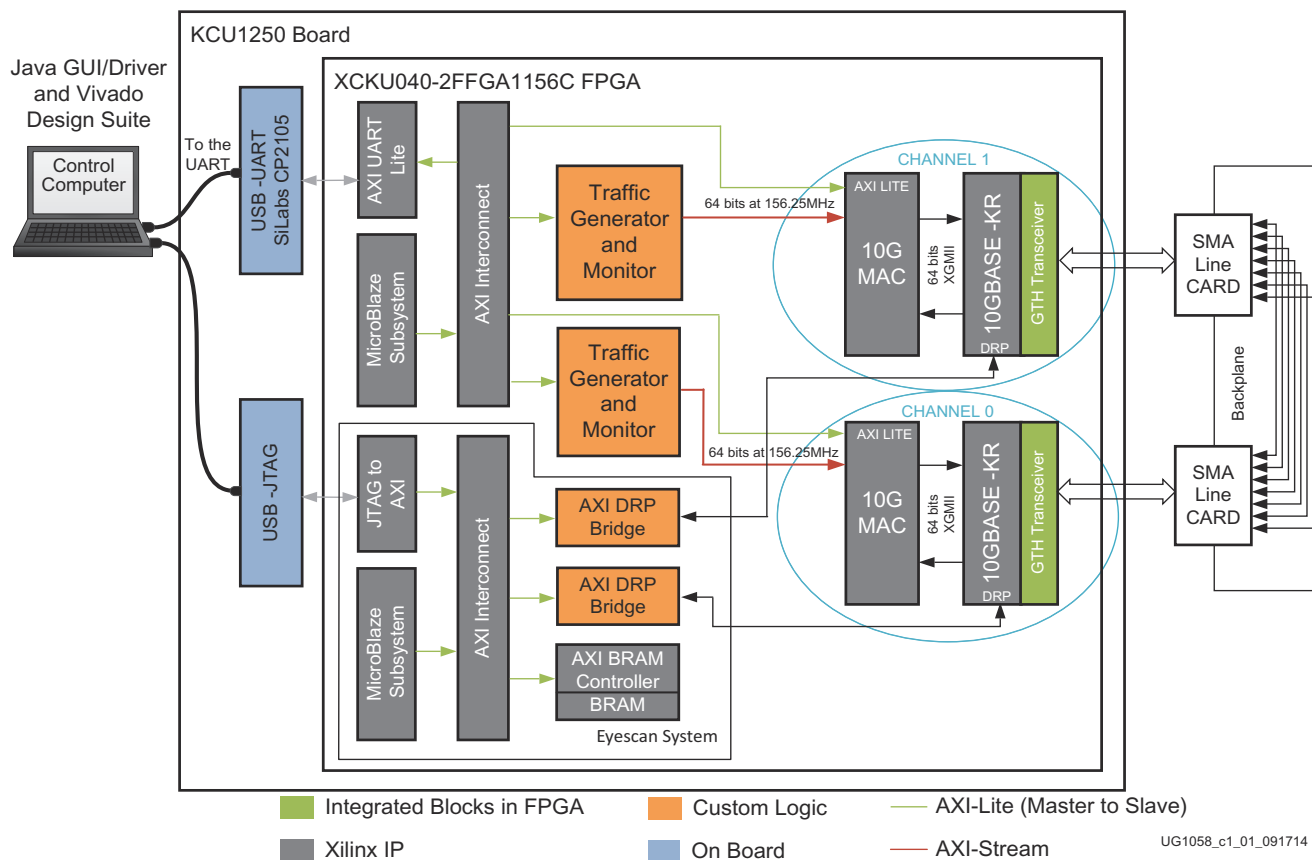 KCU1250 Board
Java GUI/Driver
and Vivado
Design Suite
Control
Computer
To the
UART
USB -UART
SiLabs CP2105
USB -JTAG
XCKU040-2FFGA1156C FPGA
AXI UART
Lite
MicroBlaze
Subsystem
AXI Interconnect
Traffic
Generator
and
Monitor
64 bits at 156.25MHz
Traffic
Generator
and
Monitor
64 bits at 156.25MHz
CHANNEL 1
AXI LITE
10G
MAC
64 bits
XGMII
10GBASE -KR
DRP
GTH Transceiver
CHANNEL 0
AXI LITE
10G
MAC
64 bits
XGMII
10GBASE -KR
DRP
GTH Transceiver
SMA
Line
CARD
Backplane
SMA
Line
CARD
JTAG to
AXI
MicroBlaze
Subsystem
AXI Interconnect
AXI DRP
Bridge
AXI DRP
Bridge
AXI BRAM
Controller
BRAM
Eyescan System
Integrated Blocks in FPGA
Custom Logic
AXI-Lite (Master to Slave)
Xilinx IP
On Board
AXI-Stream
UG1058_c1_01_091714